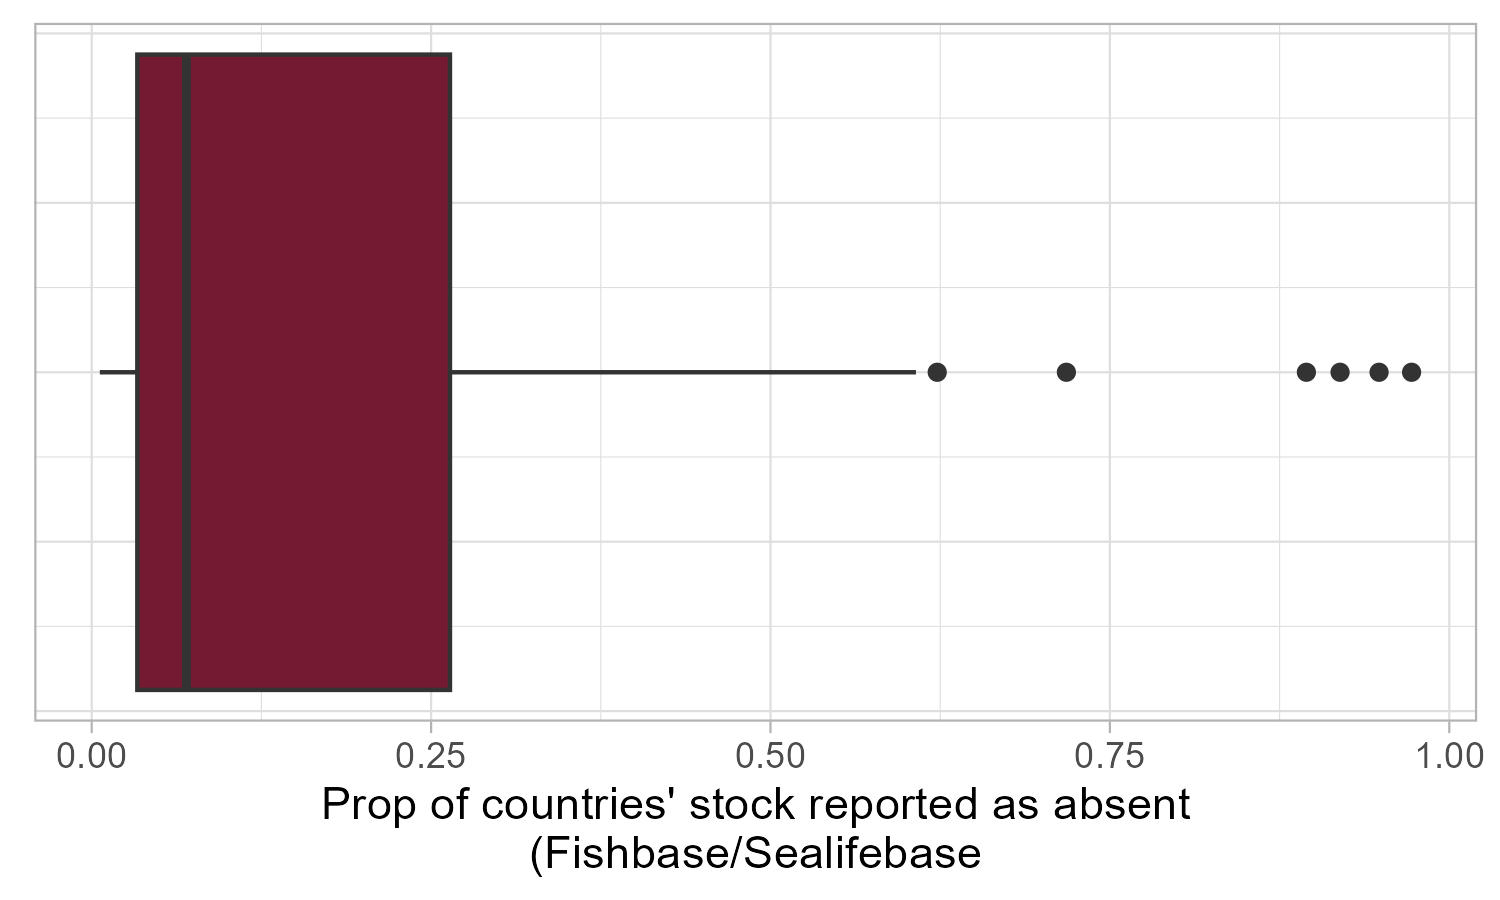 0.00 0.25 0.50 0.75 1.00
Prop of countries' stock reported as absent
(Fishbase/Sealifebase